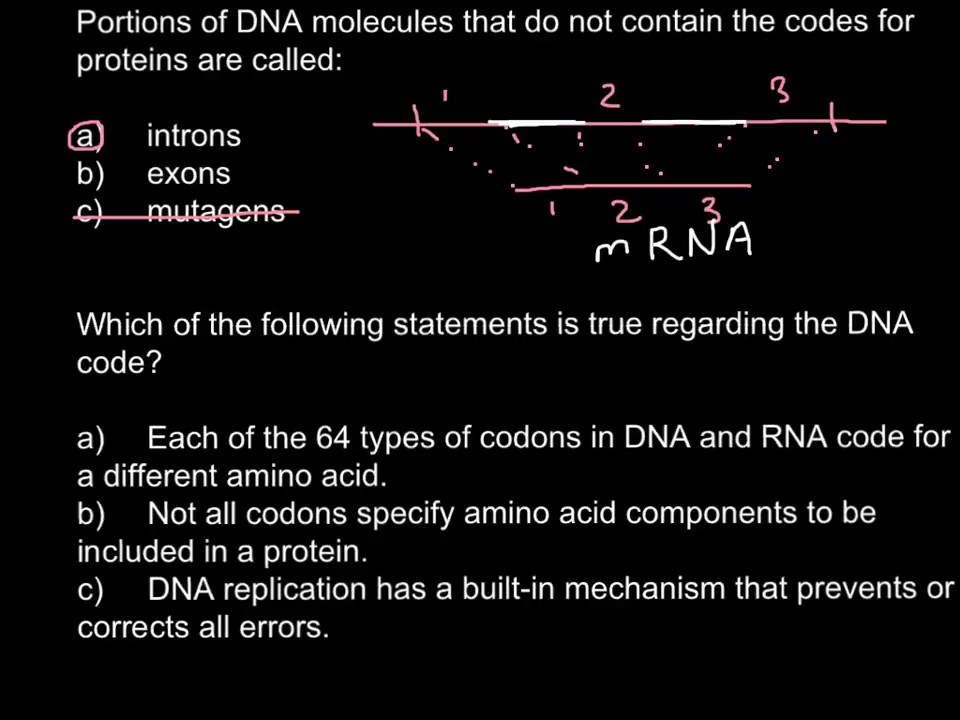 Portions of DNA molecules that do not contain the codes for
proteins are called:
1 2 3
a) introns
b) exons
c) mutagens
1 2 3
mRNA
Which of the following statements is true regarding the DNA
code?
a) Each of the 64 types of codons in DNA and RNA code for
a different amino acid.
b) Not all codons specify amino acid components to be
included in a protein.
c) DNA replication has a built-in mechanism that prevents or
corrects all errors.